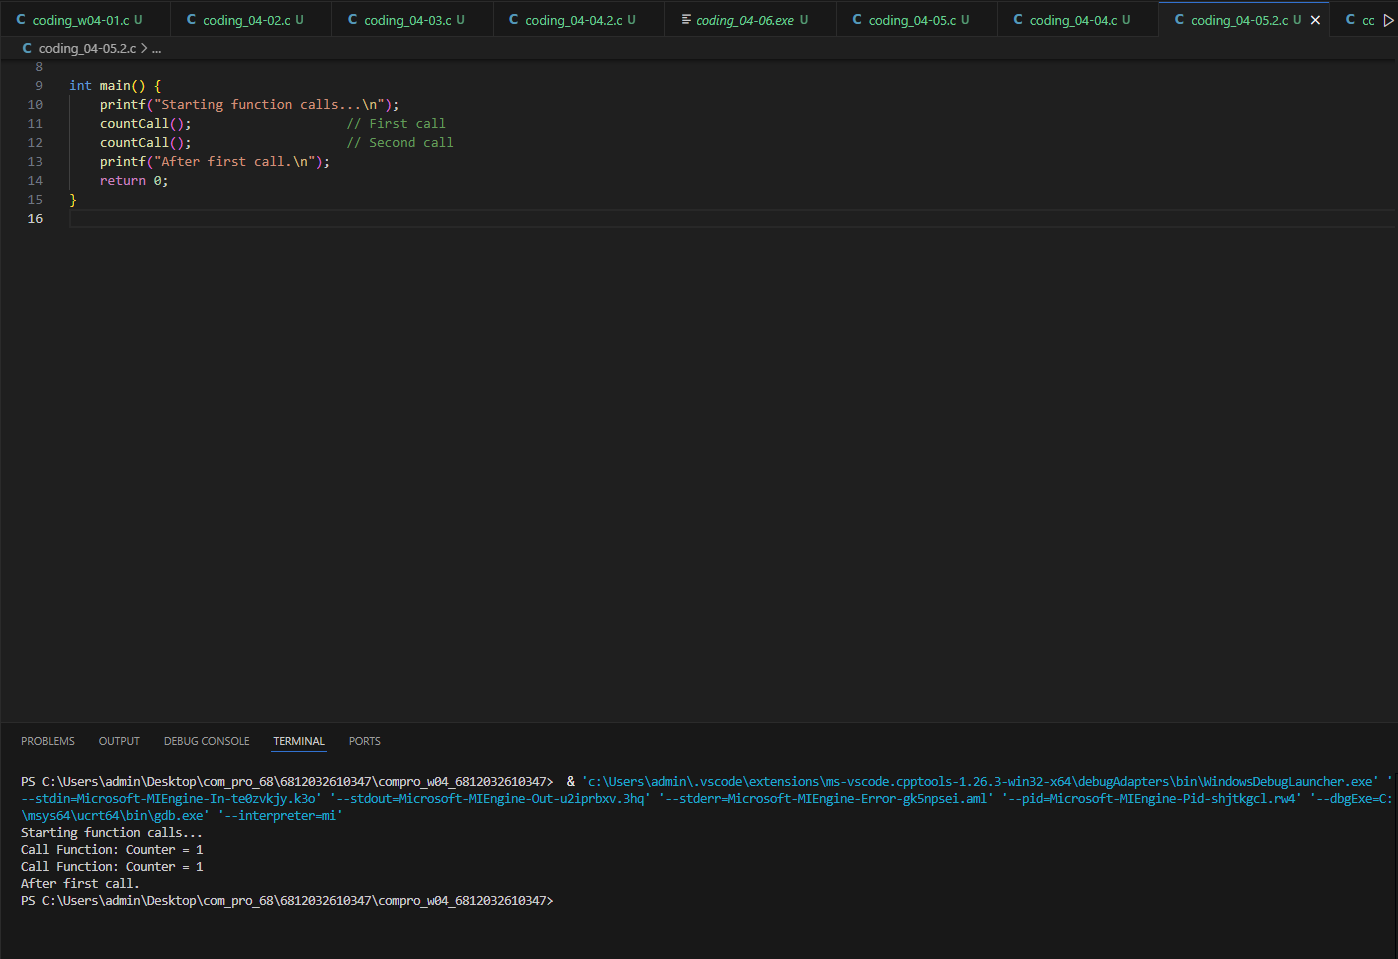 C coding_w04-01.c U C coding_04-02.c U C coding_04-03.c U C coding_04-04.2.c U coding_04-06.exe U C coding_04-05.c U C coding_04-04.c U C coding_04-05.2.c U C cc
C coding_04-05.2.c > ...
8
9 int main() {
10 printf("Starting function calls...\n");
11 countCall(); // First call
12 countCall(); // Second call
13 printf("After first call.\n");
14 return 0;
15 }
16
PROBLEMS OUTPUT DEBUG CONSOLE TERMINAL PORTS
PS C:\Users\admin\Desktop\com_pro_68\6812032610347\compro_w04_6812032610347> & 'c:\Users\admin\.vscode\extensions\ms-vscode.cpptools-1.26.3-win32-x64\debugAdapters\bin\WindowsDebugLauncher.exe' '
--stdin=Microsoft-MIEngine-In-te0zvkjy.k3o' '--stdout=Microsoft-MIEngine-Out-u2iprbxv.3hq' '--stderr=Microsoft-MIEngine-Error-gk5npsei.aml' '--pid=Microsoft-MIEngine-Pid-shjtkgcl.rw4' '--dbgExe=C:
\msys64\ucrt64\bin\gdb.exe' '--interpreter=mi'
Starting function calls...
Call Function: Counter = 1
Call Function: Counter = 1
After first call.
PS C:\Users\admin\Desktop\com_pro_68\6812032610347\compro_w04_6812032610347>